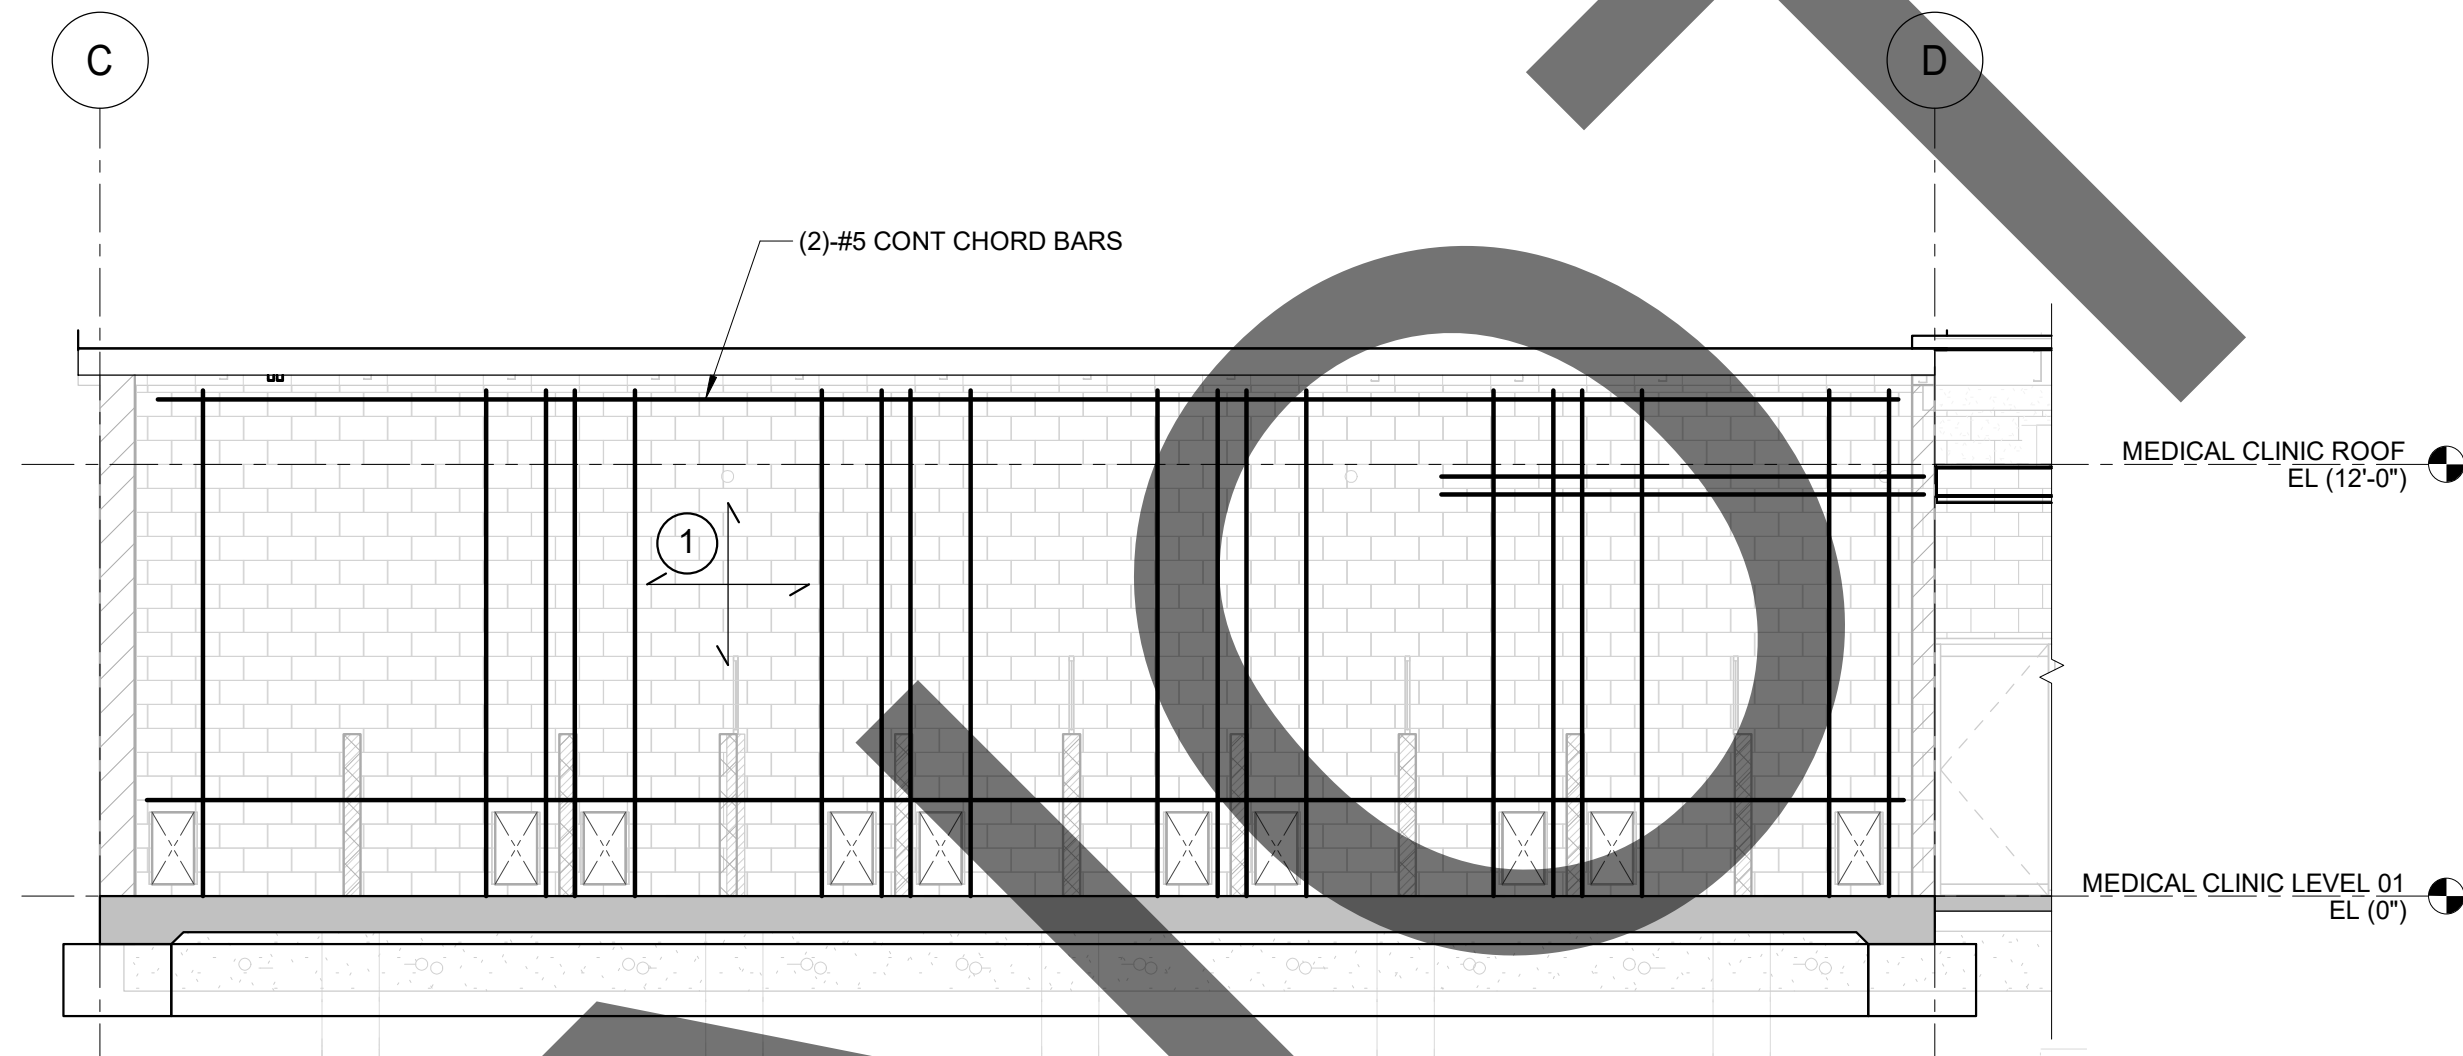 C
D
(2)-#5 CONT CHORD BARS
MEDICAL CLINIC ROOF
EL (12'-0")
1
MEDICAL CLINIC LEVEL 01
EL (0")